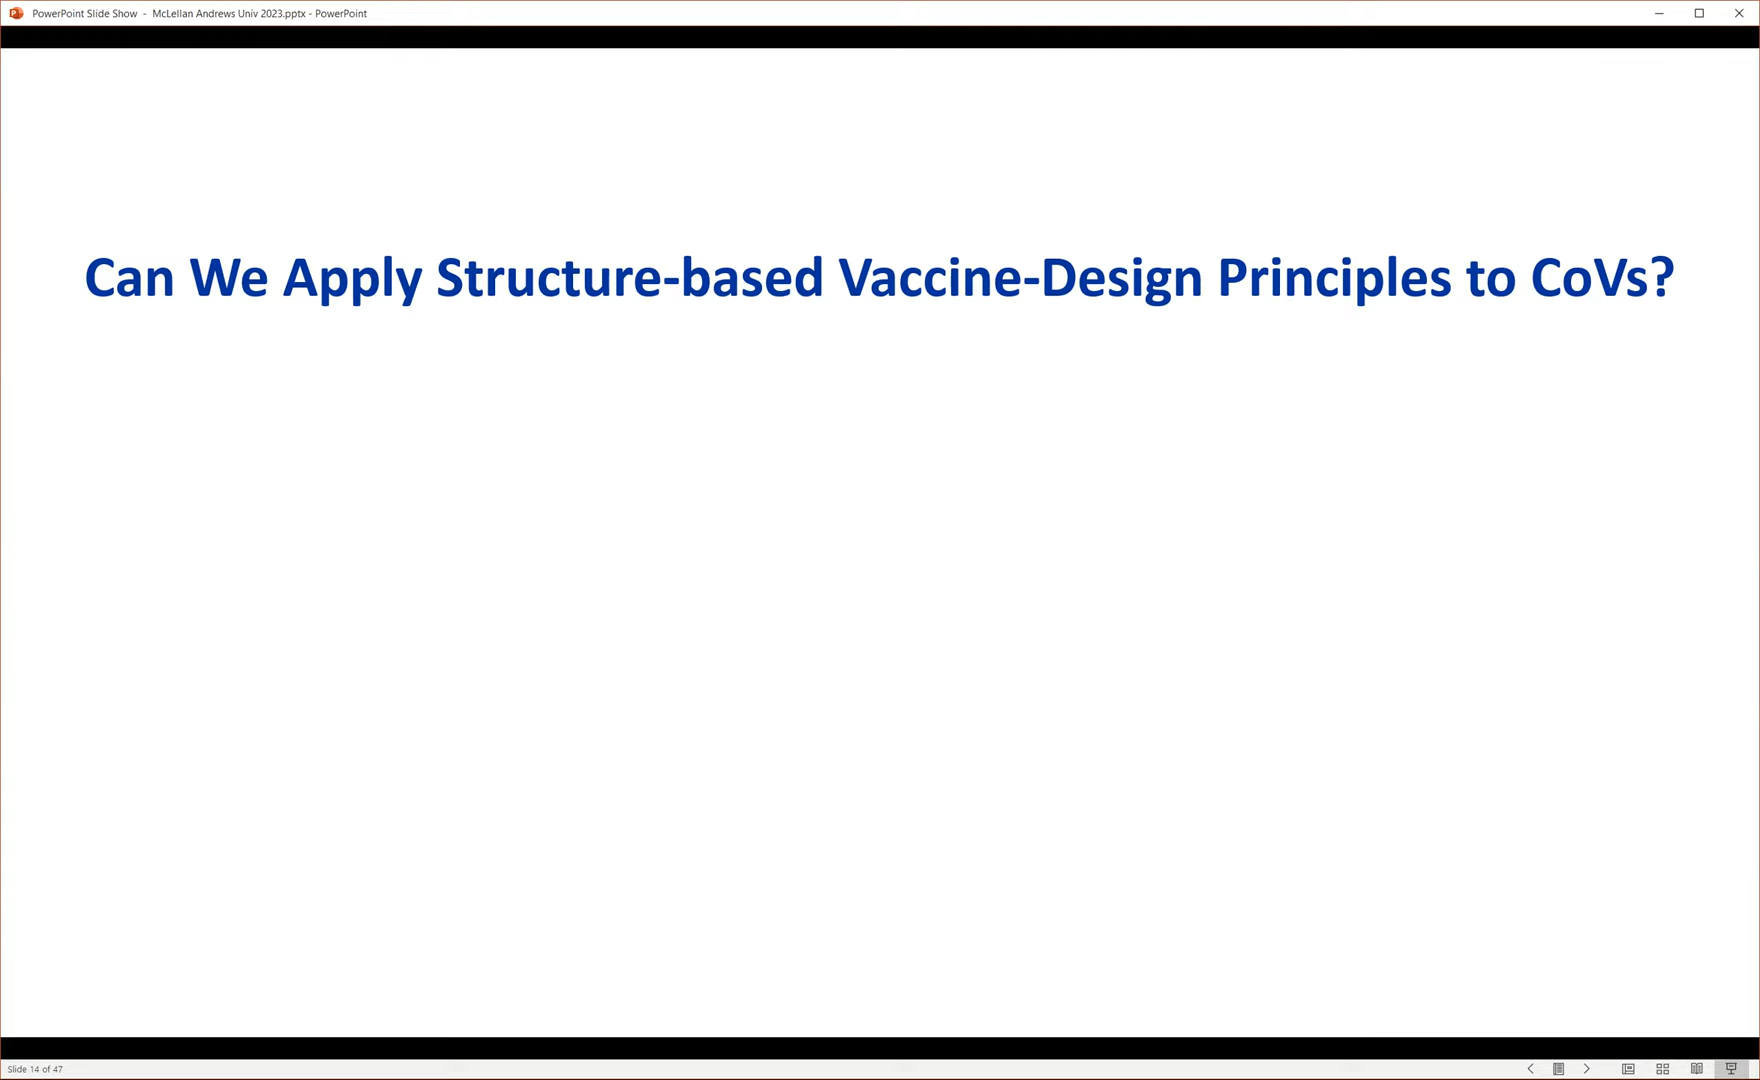 PowerPoint Slide Show - McLellan Andrews Univ 2023.pptx - PowerPoint
Can We Apply Structure-based Vaccine-Design Principles to CoVs?
Slide 14 of 47